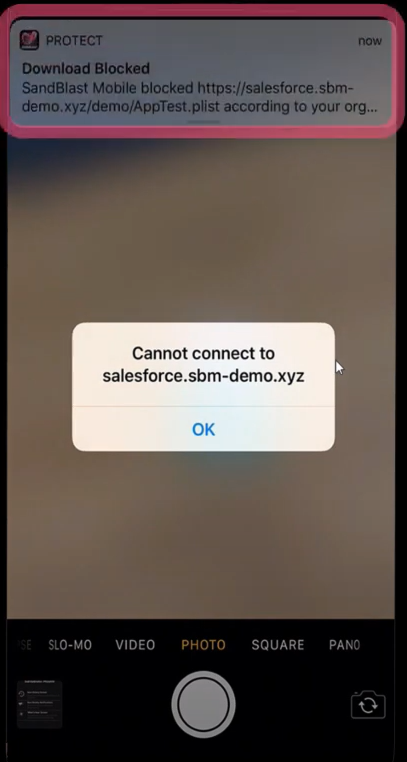 PROTECT now
Download Blocked
SandBlast Mobile blocked https://salesforce.sbm-
demo.xyz/demo/AppTest.plist according to your org...
Cannot connect to
salesforce.sbm-demo.xyz
OK
SLO-MO VIDEO PHOTO SQUARE PANO